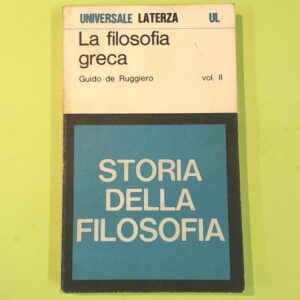 UNIVERSALE LATERZA UL
La filosofia
greca
Guido de Ruggiero vol. II
STORIA
DELLA
FILOSOFIA